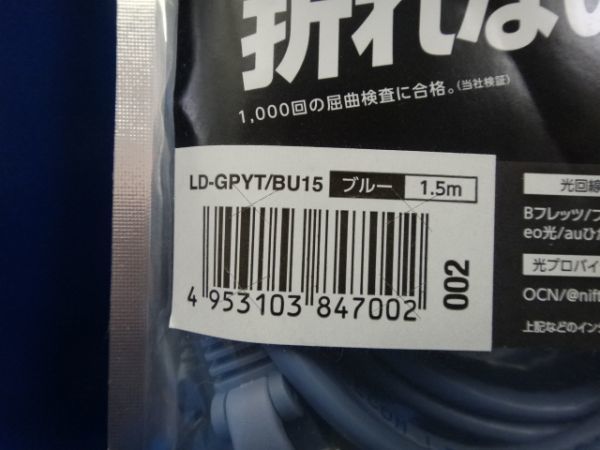 折れな
1,000回の屈曲検査に合格。(当社検証)
LD-GPYT/BU15 ブルー 1.5m
4 953103 847002
002
光回線
Bフレッツ/フ
eo光/auひか
光プロバイ
OCN/@nift
上記などのインタ